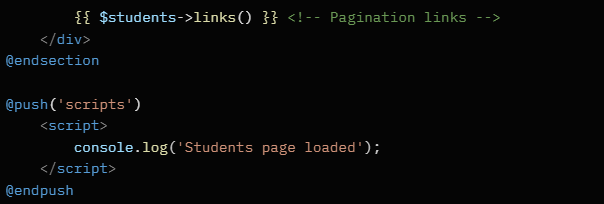 {{ $students->links() }} <!-- Pagination links -->
</div>
@endsection
@push('scripts')
<script>
console.log('Students page loaded');
</script>
@endpush